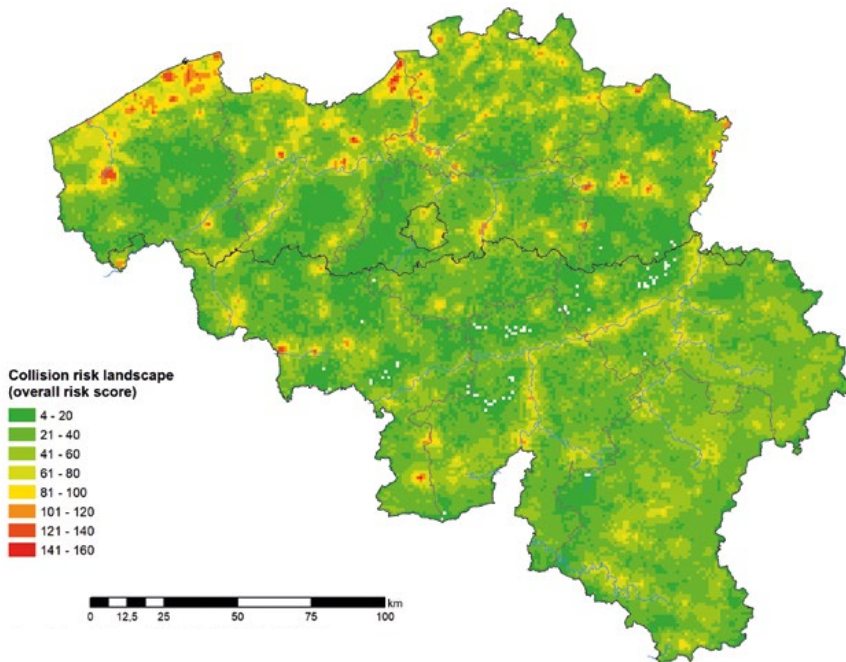 Collision risk landscape
(overall risk score)
4 - 20
21 - 40
41 - 60
61 - 80
81 - 100
101 - 120
121 - 140
141 - 160
km
0 12,5 25 50 75 100